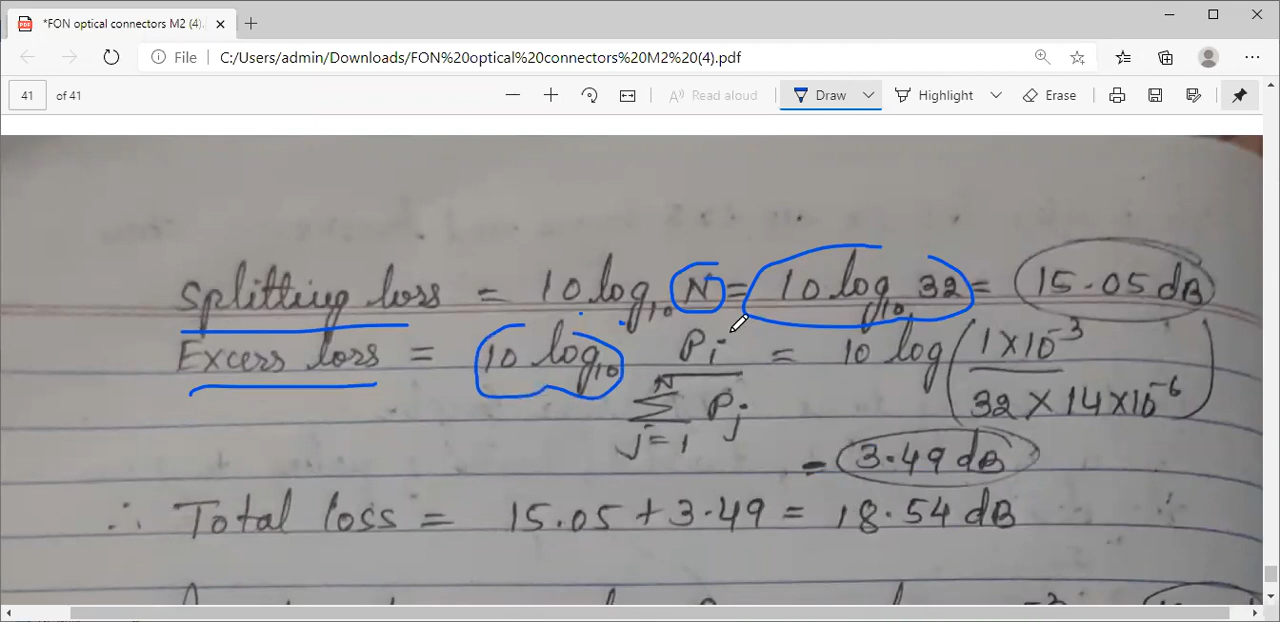 *FON optical connectors M2 (4).
File C:/Users/admin/Downloads/FON%20optical%20connectors%20M2%20(4).pdf
41 of 41 Read aloud Draw Highlight Erase
Splitting loss = 10 log₁₀ N = 10 log₁₀ 32 = 15.05 dB
Excess loss = 10 log₁₀ Pi / Σ_{j=1}^{N} Pj = 10 log (1 × 10⁻³ / 32 × 14 × 10⁻⁶)
= 3.49 dB
∴ Total loss = 15.05 + 3.49 = 18.54 dB